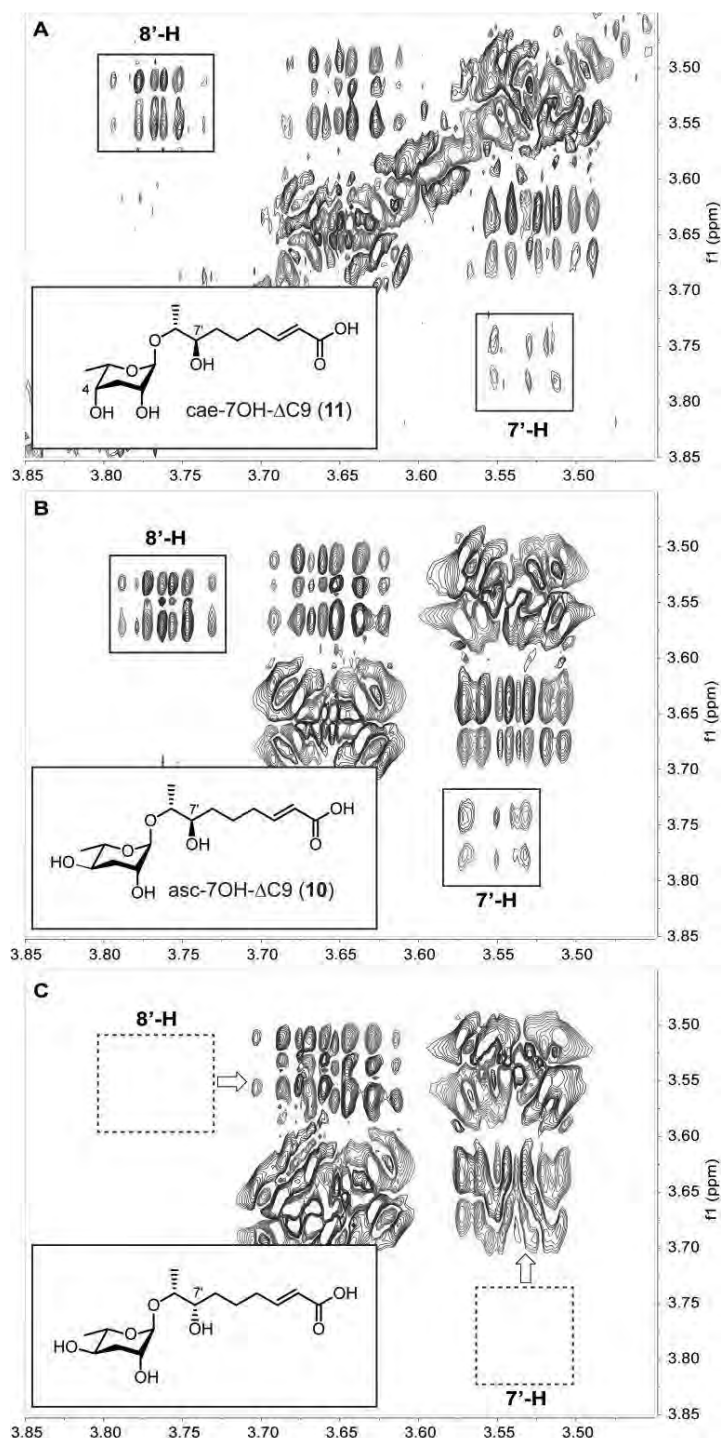 A
8'-H
3.50
3.55
3.60
3.65
3.70
3.75
3.80
3.85
f1 (ppm)
7'
O
OH
O
OH
O
4
OH OH
cae-7OH-ΔC9 (11)
7'-H
3.85 3.80 3.75 3.70 3.65 3.60 3.55 3.50
B
8'-H
3.50
3.55
3.60
3.65
3.70
3.75
3.80
3.85
f1 (ppm)
7'
O
OH
O
OH
O
HO
OH
asc-7OH-ΔC9 (10)
7'-H
3.85 3.80 3.75 3.70 3.65 3.60 3.55 3.50
C
8'-H
3.50
3.55
3.60
3.65
3.70
3.75
3.80
3.85
f1 (ppm)
7'
O
OH
O
OH
O
HO
OH
7'-H
3.85 3.80 3.75 3.70 3.65 3.60 3.55 3.50